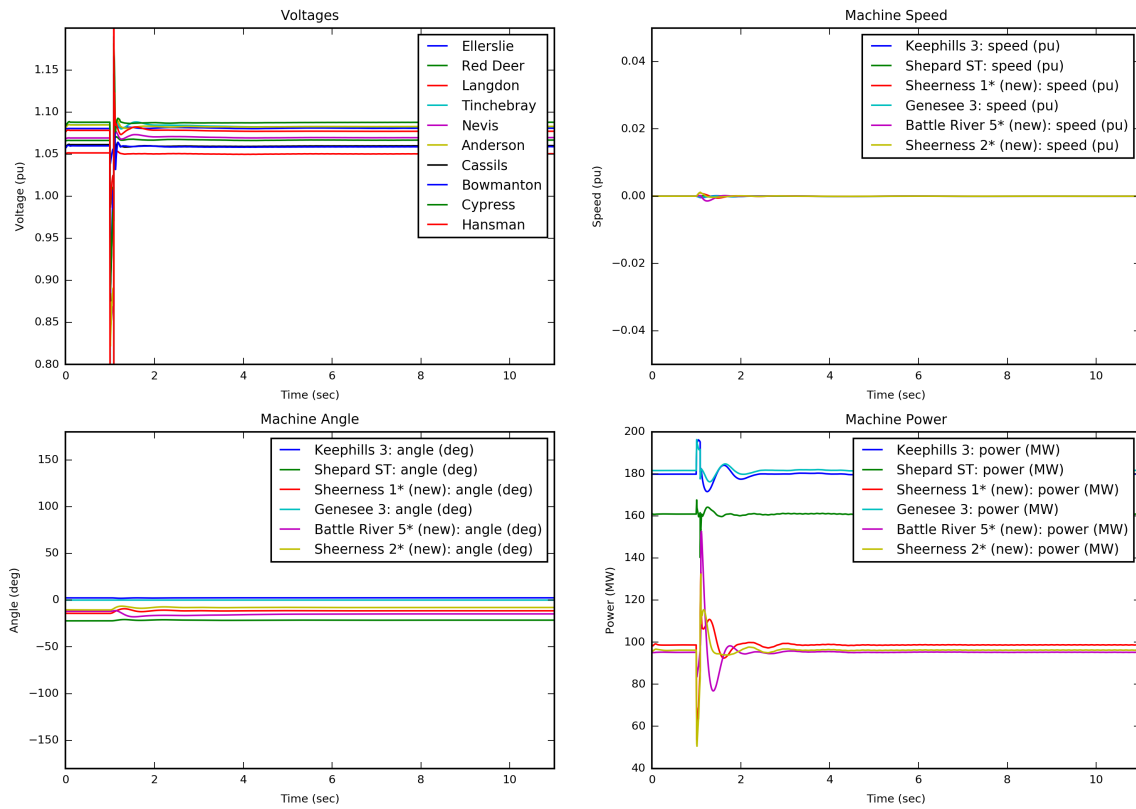 Voltages
1.15
1.10
1.05
1.00
0.95
0.90
0.85
0.80
Voltage (pu)
0 2 4 6 8 10
Time (sec)
Ellerslie
Red Deer
Langdon
Tinchebray
Nevis
Anderson
Cassils
Bowmanton
Cypress
Hansman
Machine Speed
0.04
0.02
0.00
−0.02
−0.04
Speed (pu)
0 2 4 6 8 10
Time (sec)
Keephills 3: speed (pu)
Shepard ST: speed (pu)
Sheerness 1* (new): speed (pu)
Genesee 3: speed (pu)
Battle River 5* (new): speed (pu)
Sheerness 2* (new): speed (pu)
Machine Angle
150
100
50
0
−50
−100
−150
Angle (deg)
0 2 4 6 8 10
Time (sec)
Keephills 3: angle (deg)
Shepard ST: angle (deg)
Sheerness 1* (new): angle (deg)
Genesee 3: angle (deg)
Battle River 5* (new): angle (deg)
Sheerness 2* (new): angle (deg)
Machine Power
200
180
160
140
120
100
80
60
40
Power (MW)
0 2 4 6 8 10
Time (sec)
Keephills 3: power (MW)
Shepard ST: power (MW)
Sheerness 1* (new): power (MW)
Genesee 3: power (MW)
Battle River 5* (new): power (MW)
Sheerness 2* (new): power (MW)